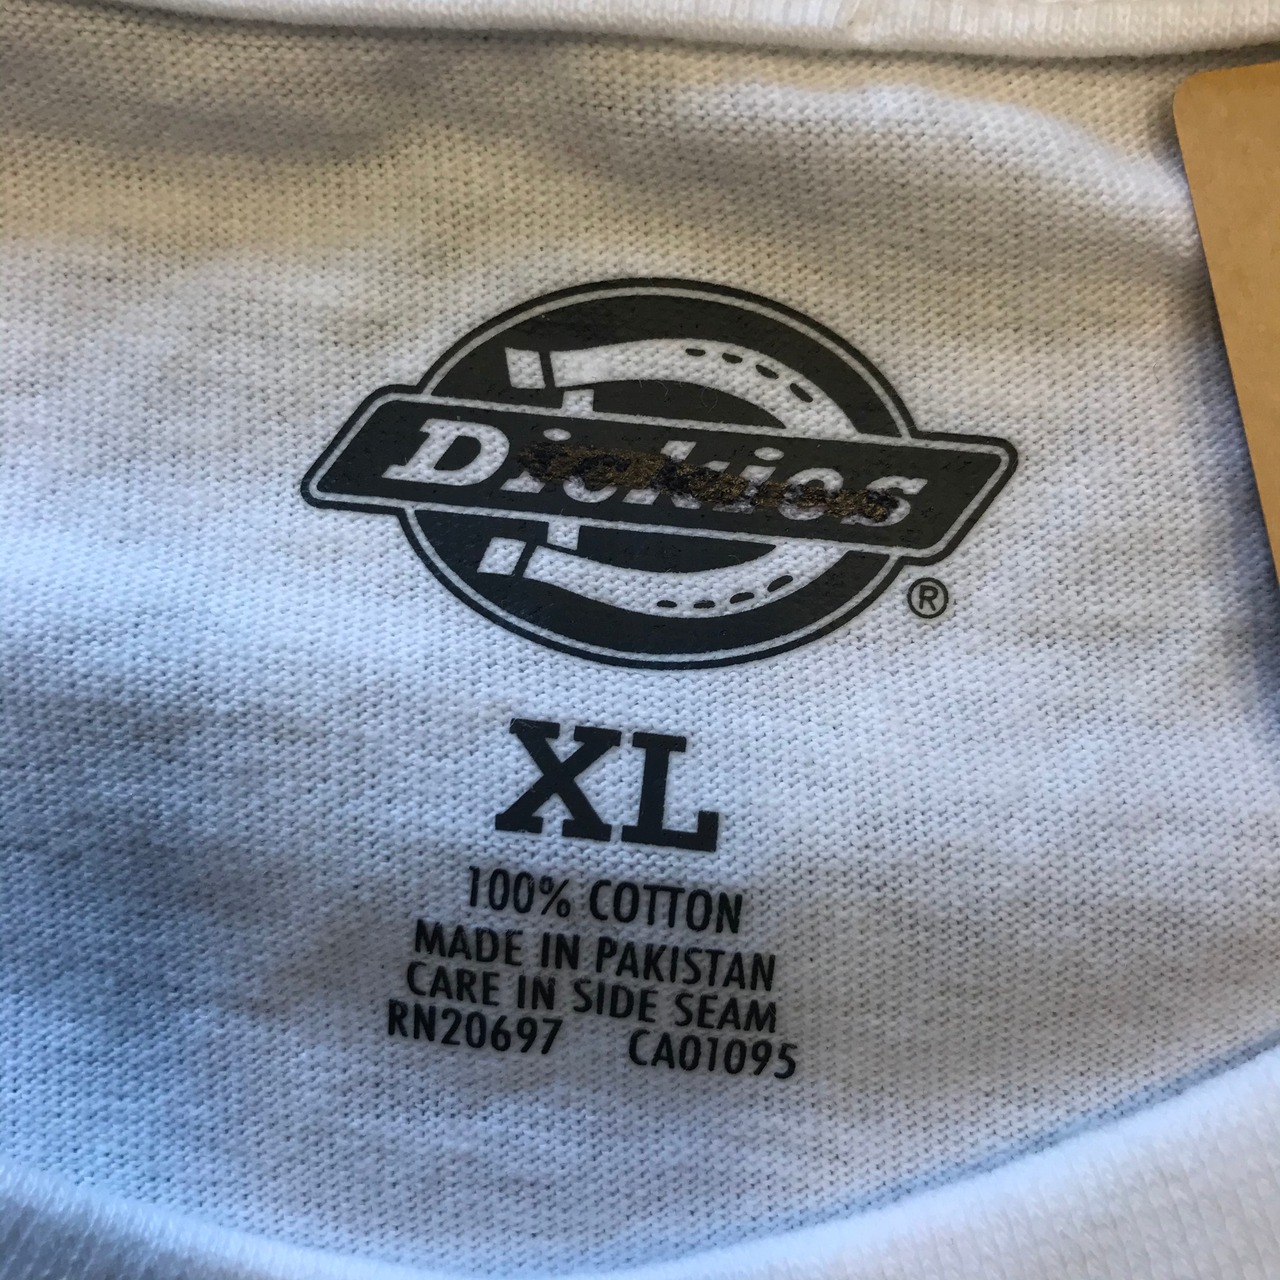 Dickies
®
XL
100% COTTON
MADE IN PAKISTAN
CARE IN SIDE SEAM
RN20697 CA01095